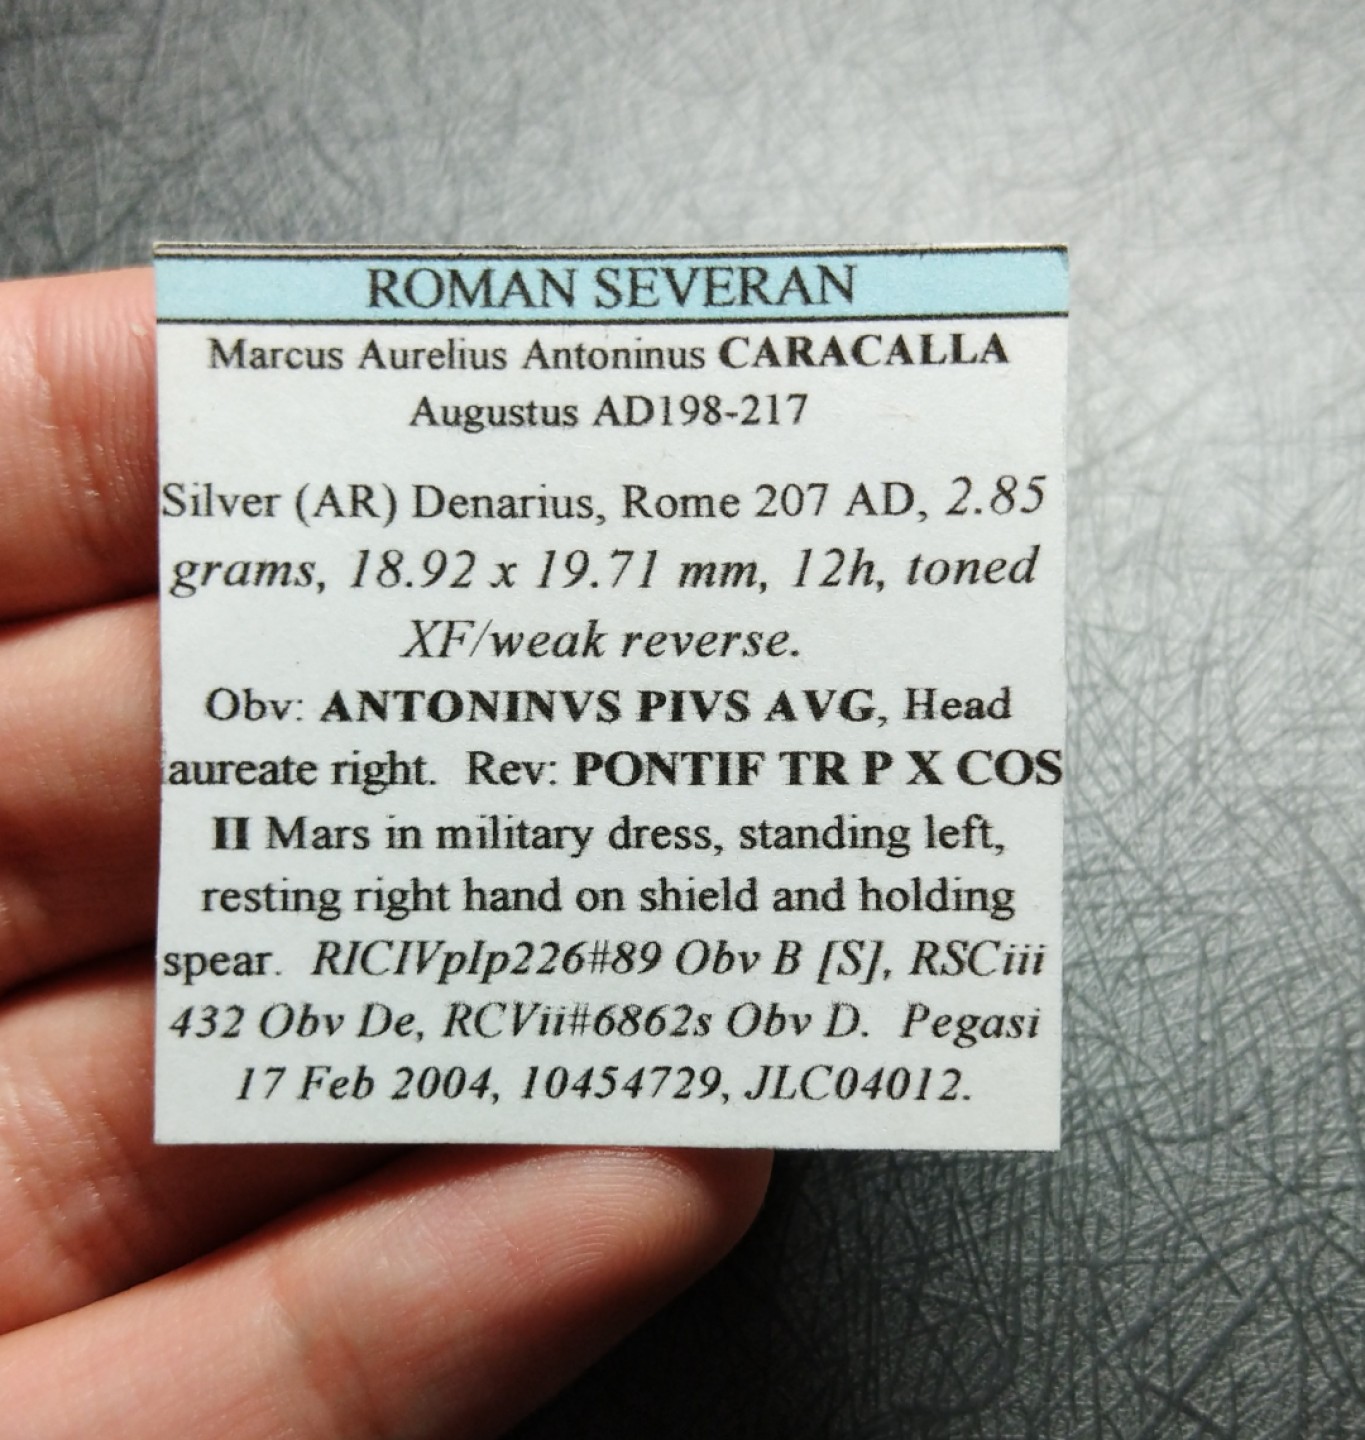 ROMAN SEVERAN
Marcus Aurelius Antoninus CARACALLA
Augustus AD198-217
Silver (AR) Denarius, Rome 207 AD, 2.85
grams, 18.92 x 19.71 mm, 12h, toned
XF/weak reverse.
Obv: ANTONINVS PIVS AVG, Head
laureate right. Rev: PONTIF TR P X COS
II Mars in military dress, standing left,
resting right hand on shield and holding
spear. RICIVpIp226#89 Obv B [S], RSCiii
432 Obv De, RCVii#6862s Obv D. Pegasi
17 Feb 2004, 10454729, JLC04012.